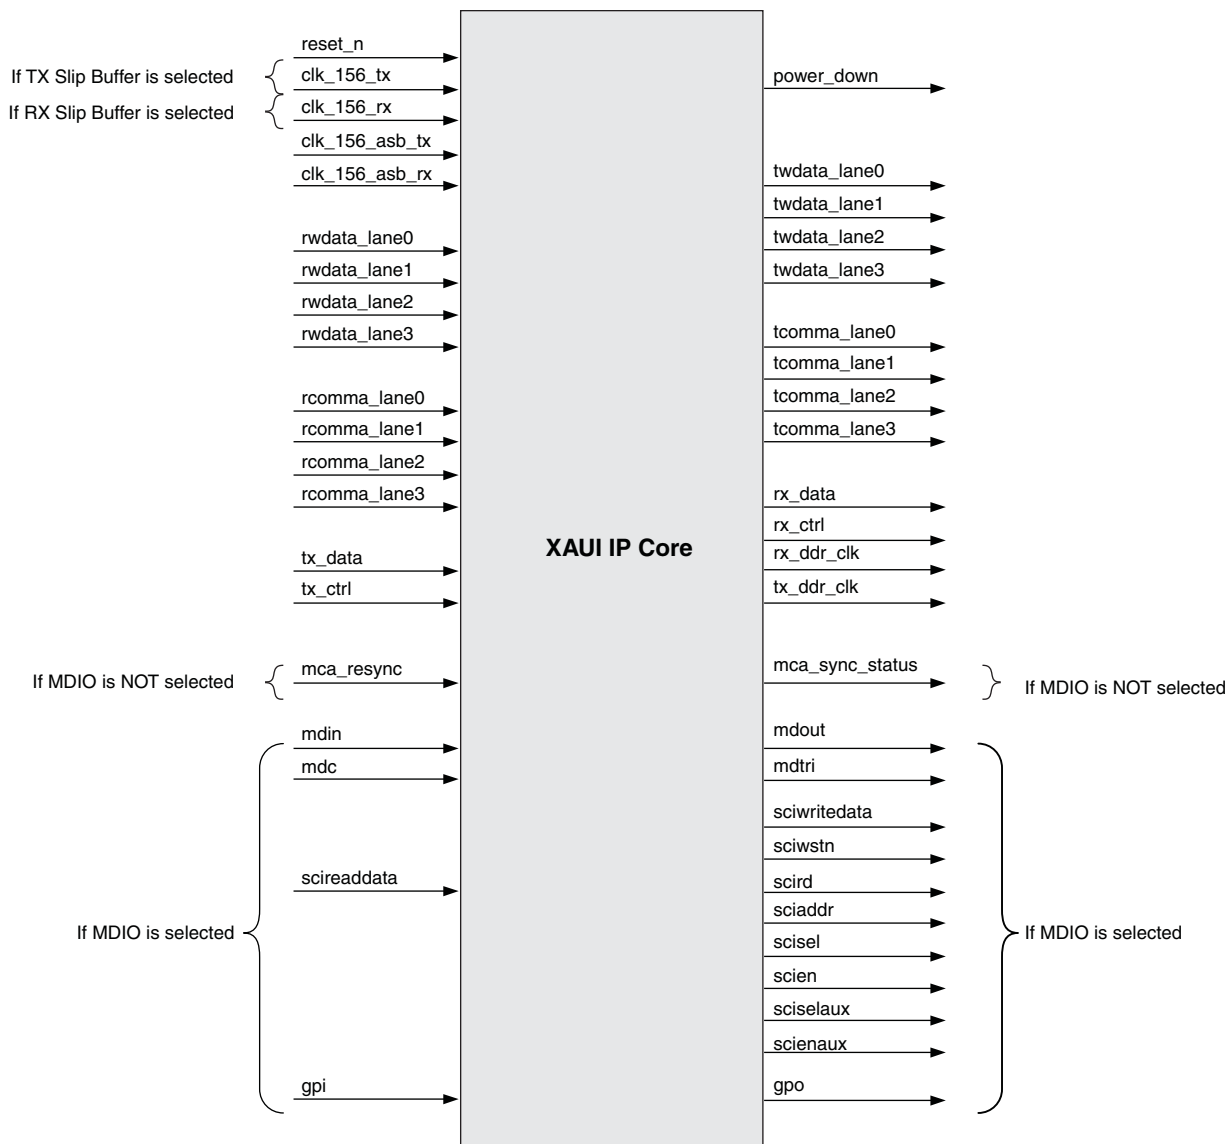 reset_n
If TX Slip Buffer is selected
clk_156_tx
If RX Slip Buffer is selected
clk_156_rx
clk_156_asb_tx
clk_156_asb_rx
rwdata_lane0
rwdata_lane1
rwdata_lane2
rwdata_lane3
rcomma_lane0
rcomma_lane1
rcomma_lane2
rcomma_lane3
tx_data
tx_ctrl
If MDIO is NOT selected
mca_resync
mdin
mdc
scireaddata
If MDIO is selected
gpi
XAUI IP Core
power_down
twdata_lane0
twdata_lane1
twdata_lane2
twdata_lane3
tcomma_lane0
tcomma_lane1
tcomma_lane2
tcomma_lane3
rx_data
rx_ctrl
rx_ddr_clk
tx_ddr_clk
mca_sync_status
If MDIO is NOT selected
mdout
mdtri
sciwritedata
sciwstn
scird
sciaddr
scisel
If MDIO is selected
scien
sciselaux
scienaux
gpo